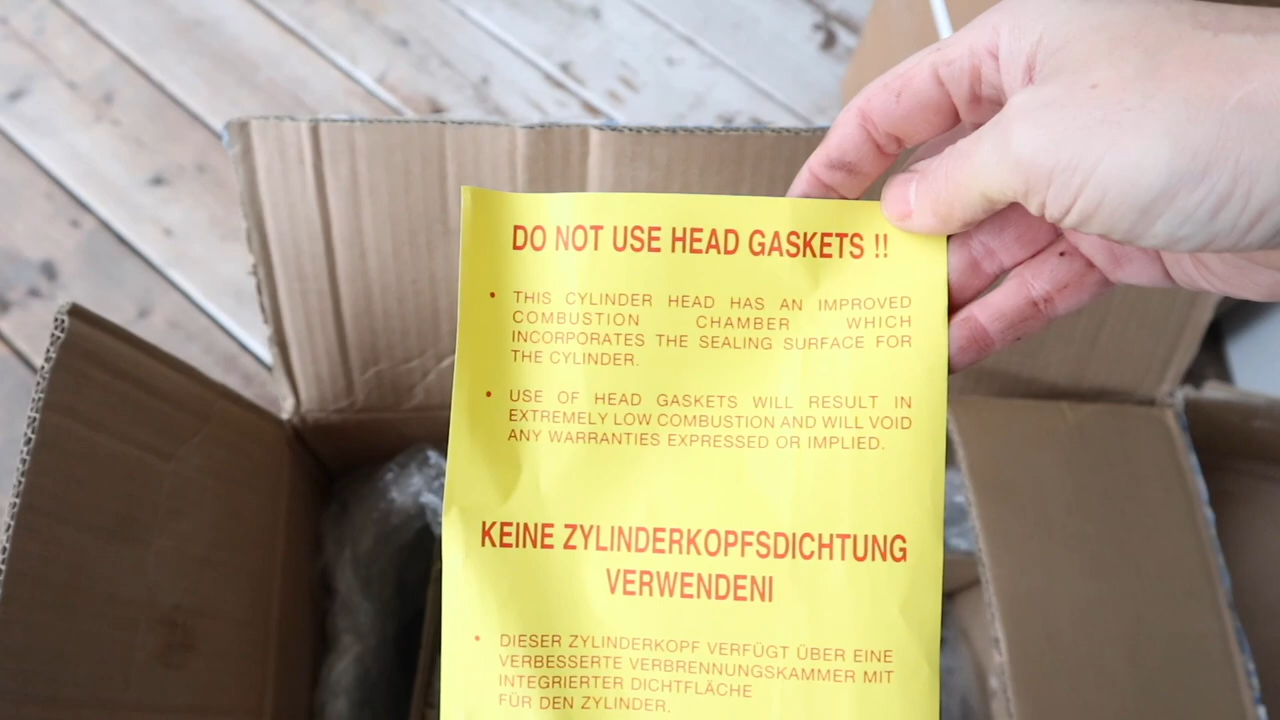 DO NOT USE HEAD GASKETS !!
• THIS CYLINDER HEAD HAS AN IMPROVED
COMBUSTION CHAMBER WHICH
INCORPORATES THE SEALING SURFACE FOR
THE CYLINDER.
• USE OF HEAD GASKETS WILL RESULT IN
EXTREMELY LOW COMBUSTION AND WILL VOID
ANY WARRANTIES EXPRESSED OR IMPLIED.
KEINE ZYLINDERKOPFSDICHTUNG
VERWENDENI
• DIESER ZYLINDERKOPF VERFÜGT ÜBER EINE
VERBESSERTE VERBRENNUNGSKAMMER MIT
INTEGRIERTER DICHTFLÄCHE
FÜR DEN ZYLINDER.